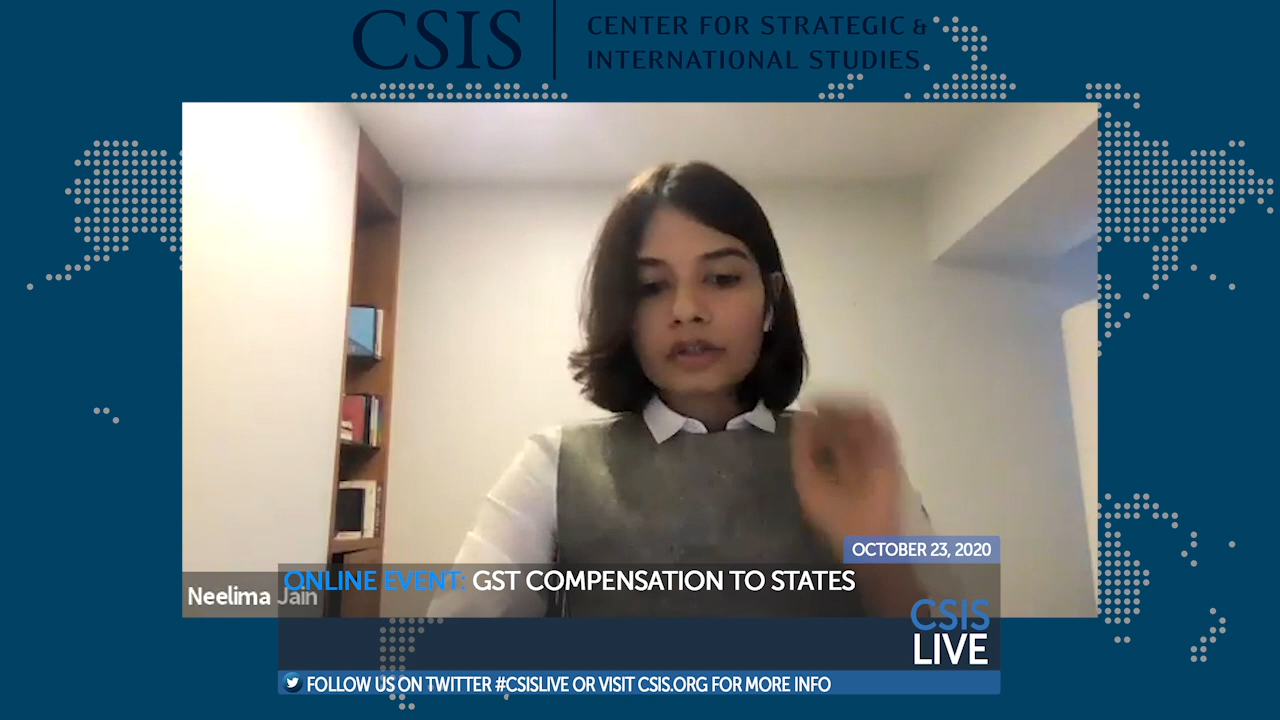 CSIS
CENTER FOR STRATEGIC &
INTERNATIONAL STUDIES
OCTOBER 23, 2020
ONLINE EVENT: GST COMPENSATION TO STATES
Neelima Jain
CSIS
LIVE
FOLLOW US ON TWITTER #CSISLIVE OR VISIT CSIS.ORG FOR MORE INFO